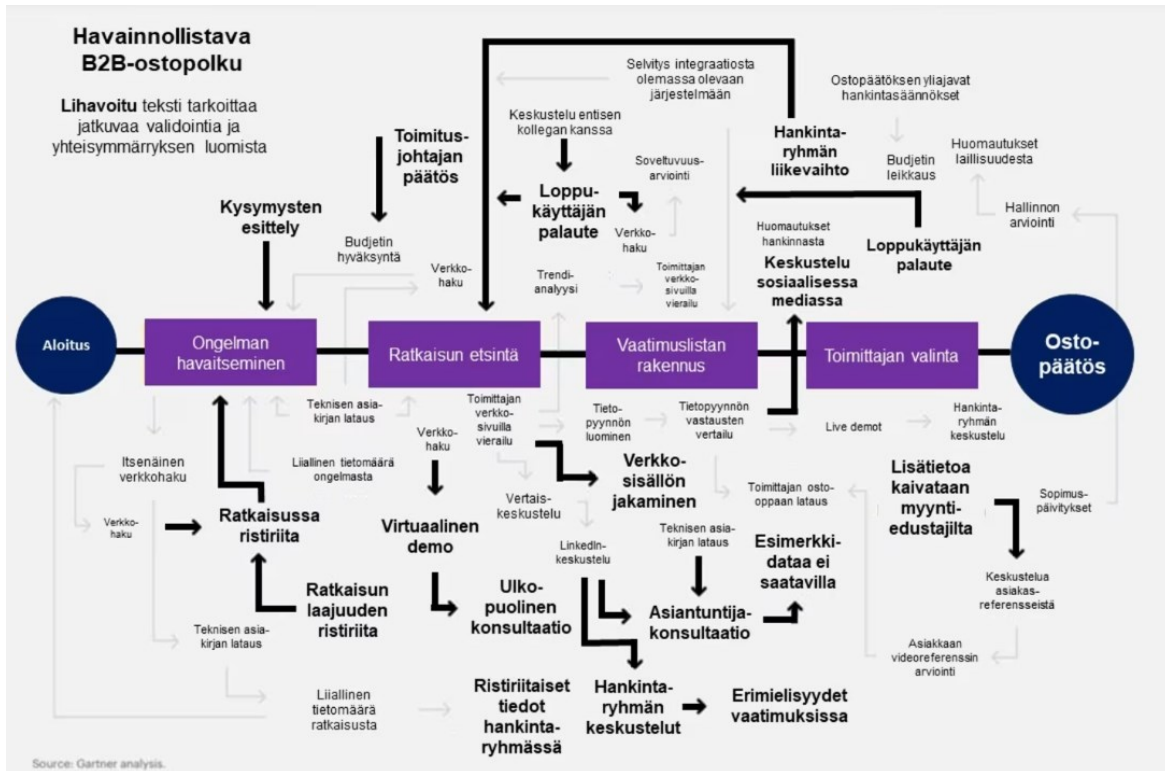 Havainnollistava
B2B-ostopolku
Lihavoitu teksti tarkoittaa
jatkuvaa validointia ja
yhteisymmärryksen luomista
Kysymysten
esittely
Toimitus-
johtajan
päätös
Budjetin
hyväksyntä
Verkko-
haku
Keskustelu entisen
kollegan kanssa
Loppu-
käyttäjän
palaute
Verkko-
haku
Soveltuvuus-
arviointi
Trendi-
analyysi
Toimittajan
verkko-
sivuilla
vierailu
Selvitys integraatiosta
olemassa olevaan
järjestelmään
Hankinta-
ryhmän
liikevaihto
Ostopäätöksen yliajavat
hankintasäännökset
Budjetin
leikkaus
Huomautukset
laillisuudesta
Hallinnon
arviointi
Loppukäyttäjän
palaute
Huomautukset
hankinnasta
Keskustelu
sosiaalisessa
mediassa
Aloitus
Ongelman
havaitseminen
Ratkaisun etsintä
Vaatimuslistan
rakennus
Toimittajan valinta
Osto-
päätös
Teknisen asia-
kirjan lataus
Verkko-
haku
Toimittajan
verkko-
sivuilla
vierailu
Tieto-
pyynnön
luominen
Tietopyynnön
vastausten
vertailu
Live demot
Hankinta-
ryhmän
keskustelu
Itsenäinen
verkkohaku
Liiallinen tietomäärä
ongelmasta
Verkko-
haku
Ratkaisussa
ristiriita
Virtuaalinen
demo
Vertais-
keskustelu
Verkko-
sisällön
jakaminen
Toimittajan osto-
oppaan lataus
Lisätietoa
kaivataan
myynti-
edustajilta
Sopimus-
päivitykset
LinkedIn-
keskustelu
Teknisen asia-
kirjan lataus
Esimerkki-
dataa ei
saatavilla
Keskustelua
asiakas-
referensseistä
Ratkaisun
laajuuden
ristiriita
Ulko-
puolinen
konsultaatio
Asiantuntija-
konsultaatio
Teknisen asia-
kirjan lataus
Asiakkaan
videoreferenssin
arviointi
Liiallinen
tietomäärä
ratkaisusta
Ristiriitaiset
tiedot
hankinta-
ryhmässä
Hankinta-
ryhmän
keskustelut
Erimielisyydet
vaatimuksissa
Source: Gartner analysis.